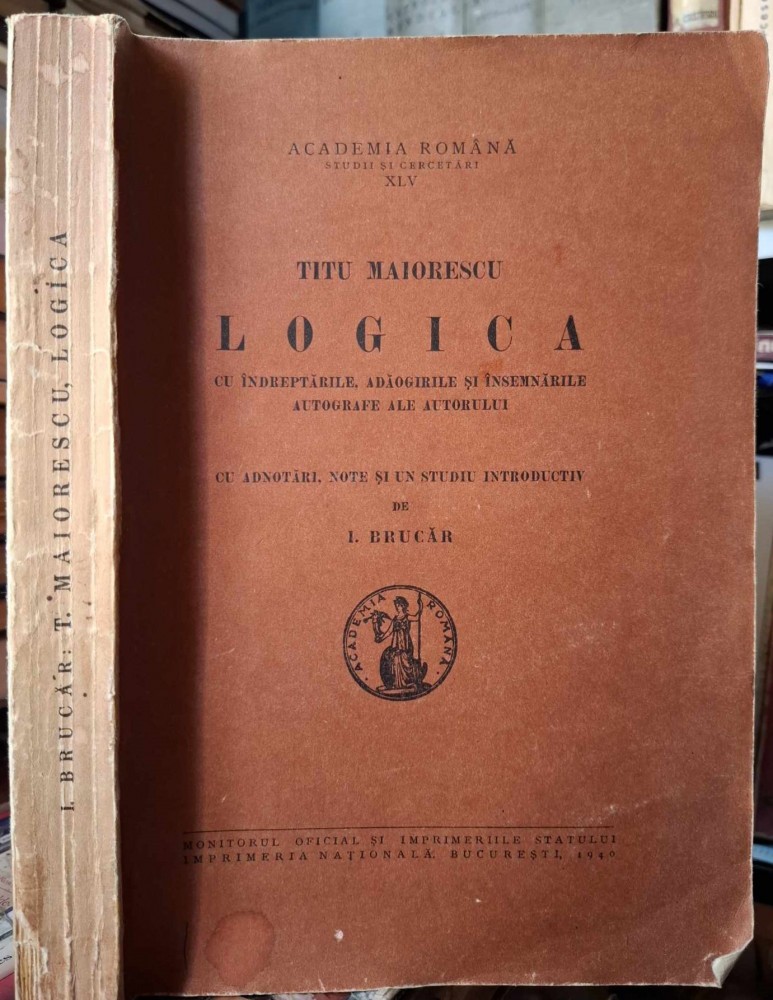 I. BRUCĂR: T. MAIORESCU, LOGICA
ACADEMIA ROMÂNĂ
STUDII ȘI CERCETĂRI
XLV
TITU MAIORESCU
LOGICA
CU ÎNDREPTĂRILE, ADĂOGIRILE ȘI ÎNSEMNĂRILE
AUTOGRAFE ALE AUTORULUI
CU ADNOTĂRI, NOTE ȘI UN STUDIU INTRODUCTIV
DE
I. BRUCĂR
ACADEMIA ROMÂNĂ
MONITORUL OFICIAL ȘI IMPRIMERIILE STATULUI
IMPRIMERIA NAȚIONALĂ, BUCUREȘTI, 1940